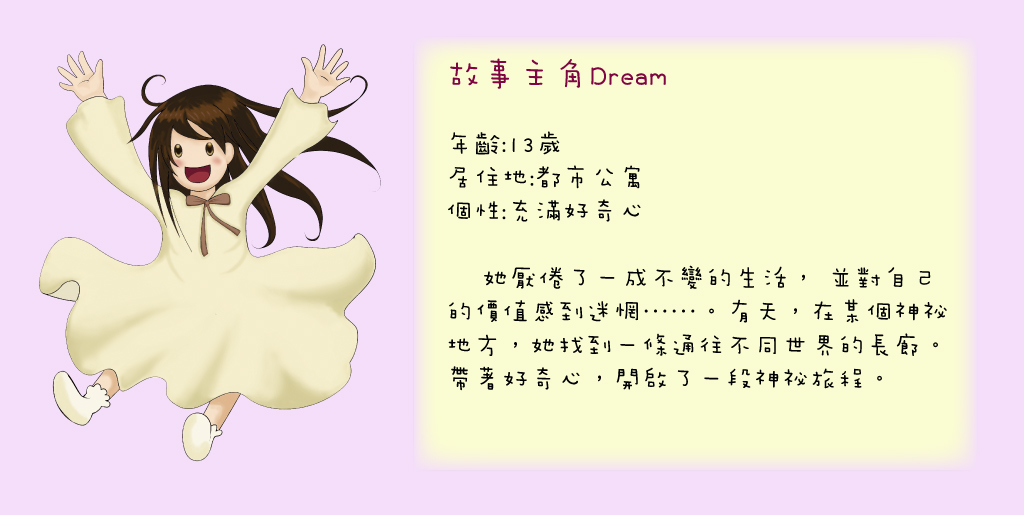 故事主角Dream
年齡:13歲
居住地:都市公寓
個性:充滿好奇心
她厭倦了一成不變的生活，並對自己
的價值感到迷惘……。有天，在某個神祕
地方，她找到一條通往不同世界的長廊。
帶著好奇心，開啟了一段神祕旅程。